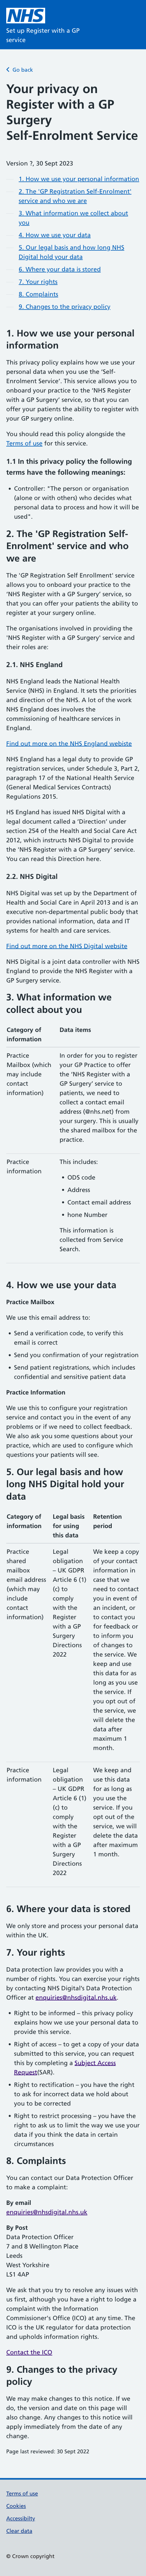 NHS
Set up Register with a GP
service
Go back
Your privacy on
Register with a GP
Surgery
Self-Enrolment Service
Version 7, 30 Sept 2023
1. How we use your personal information
2. The 'GP Registration Self-Enrolment'
service and who we are
3. What information we collect about
you
4. How we use your data
5. Our legal basis and how long NHS
Digital hold your data
6. Where your data is stored
7. Your rights
8. Complaints
9. Changes to the privacy policy
1. How we use your personal
information
This privacy policy explains how we use your
personal data when you use the 'Self-
Enrolment Service'. This service allows you to
onboard your practice to the 'NHS Register
with a GP Surgery' service, so that you can
offer your patients the ability to register with
your surgery online.
You should read this policy alongside the
Terms of use for this service.
1.1 In this privacy policy the following
terms have the following meanings:
• Controller: "The person or organisation
(alone or with others) who decides what
personal data to process and how it will be
used".
2. The 'GP Registration Self-
Enrolment' service and who
we are
The 'GP Registration Self Enrolment' service
allows you to onboard your practice to the
'NHS Register with a GP Surgery' service, so
that you can offer your patients the ability to
register at your surgery online.
The organisations involved in providing the
'NHS Register with a GP Surgery' service and
their roles are:
2.1. NHS England
NHS England leads the National Health
Service (NHS) in England. It sets the priorities
and direction of the NHS. A lot of the work
NHS England does involves the
commissioning of healthcare services in
England.
Find out more on the NHS England webiste
NHS England has a legal duty to provide GP
registration services, under Schedule 3, Part 2,
paragraph 17 of the National Health Service
(General Medical Services Contracts)
Regulations 2015.
NHS England has issued NHS Digital with a
legal document called a 'Direction' under
section 254 of the Health and Social Care Act
2012, which instructs NHS Digital to provide
the 'NHS Register with a GP Surgery' service.
You can read this Direction here.
2.2. NHS Digital
NHS Digital was set up by the Department of
Health and Social Care in April 2013 and is an
executive non-departmental public body that
provides national information, data and IT
systems for health and care services.
Find out more on the NHS Digital website
NHS Digital is a joint data controller with NHS
England to provide the NHS Register with a
GP Surgery service.
3. What information we
collect about you
Category of Data items
information
Practice In order for you to register
Mailbox (which your GP Practice to offer
may include the 'NHS Register with a
contact GP Surgery' service to
information) patients, we need to
collect a contact email
address (@nhs.net) from
your surgery. This is usually
the shared mailbox for the
practice.
Practice This includes:
information
• ODS code
• Address
• Contact email address
• hone Number
This information is
collected from Service
Search.
4. How we use your data
Practice Mailbox
We use this email address to:
• Send a verification code, to verify this
email is correct
• Send you confirmation of your registration
• Send patient registrations, which includes
confidential and sensitive patient data
Practice Information
We use this to configure your registration
service and contact you in the event of any
problems or if we need to collect feedback.
We also ask you some questions about your
practice, which are used to configure which
questions your patients will see.
5. Our legal basis and how
long NHS Digital hold your
data
Category of Legal basis Retention
information for using period
this data
Practice Legal We keep a copy
shared obligation of your contact
mailbox – UK GDPR information in
email address Article 6 (1) case that we
(which may (c) to need to contact
include comply you in event of
contact with the an incident, or
information) Register to contact you
with a GP for feedback or
Surgery to inform you
Directions of changes to
2022 the service. We
keep and use
this data for as
long as you use
the service. If
you opt out of
the service, we
will delete the
data after
maximum 1
month.
Practice Legal We keep and
information obligation use this data
– UK GDPR for as long as
Article 6 (1) you use the
(c) to service. If you
comply opt out of the
with the service, we will
Register delete the data
with a GP after maximum
Surgery 1 month.
Directions
2022
6. Where your data is stored
We only store and process your personal data
within the UK.
7. Your rights
Data protection law provides you with a
number of rights. You can exercise your rights
by contacting NHS Digital's Data Protection
Officer at enquiries@nhsdigital.nhs.uk.
• Right to be informed – this privacy policy
explains how we use your personal data to
provide this service.
• Right of access – to get a copy of your data
submitted to this service, you can request
this by completing a Subject Access
Request(SAR).
• Right to rectification – you have the right
to ask for incorrect data we hold about
you to be corrected.
• Right to restrict processing – you have the
right to ask us to limit the way we use your
data if you think the data in certain
circumstances
8. Complaints
You can contact our Data Protection Officer
to make a complaint:
By email
enquiries@nhsdigital.nhs.uk
By Post
Data Protection Officer
7 and 8 Wellington Place
Leeds
West Yorkshire
LS1 4AP
We ask that you try to resolve any issues with
us first, although you have a right to lodge a
complaint with the Information
Commissioner's Office (ICO) at any time. The
ICO is the UK regulator for data protection
and upholds information rights.
Contact the ICO
9. Changes to the privacy
policy
We may make changes to this notice. If we do
so, the version and published date on this
page will also change. Any changes to this
notice will apply immediately from the date of
any change.
Page last reviewed: 30 Sept 2022
Terms of use
Cookies
Accessibilty
Clear data
© Crown copyright